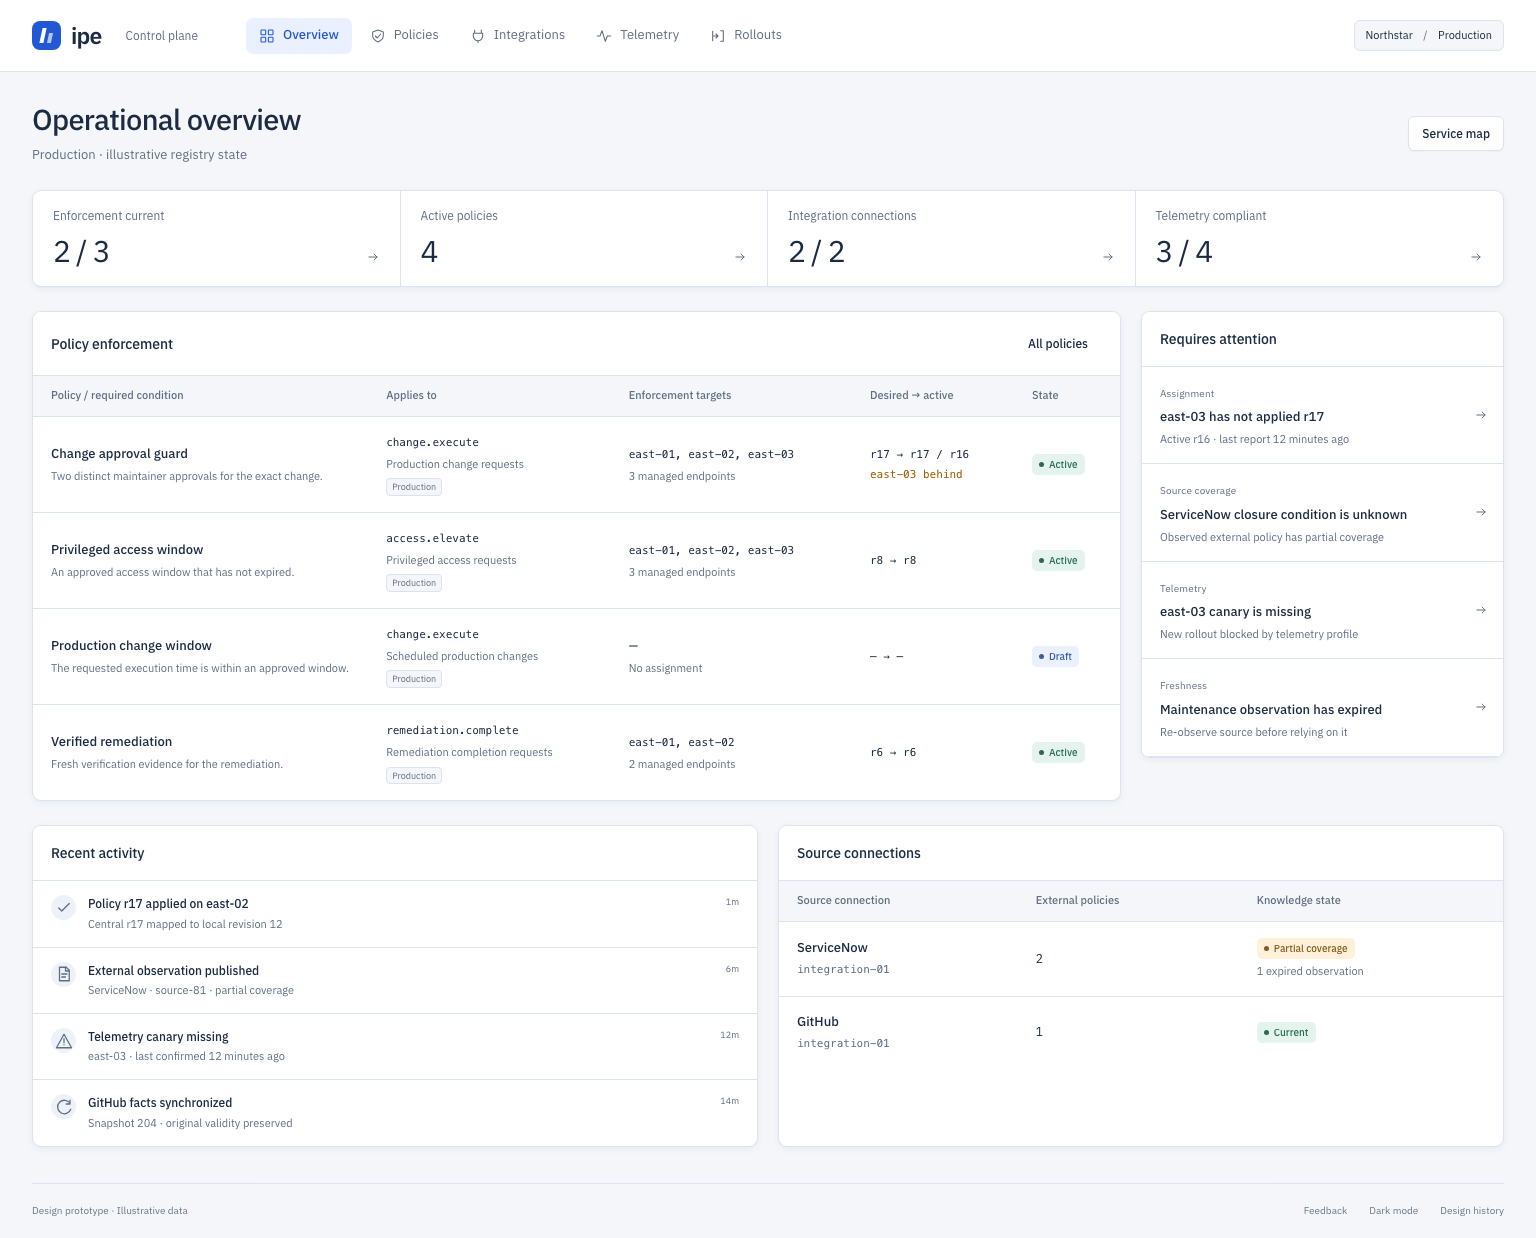 ipe
Control plane
Overview
Policies
Integrations
Telemetry
Rollouts
Northstar / Production
Operational overview
Production · illustrative registry state
Service map
Enforcement current
2 / 3
Active policies
4
Integration connections
2 / 2
Telemetry compliant
3 / 4
Policy enforcement
All policies
Policy / required condition
Applies to
Enforcement targets
Desired → active
State
Change approval guard
Two distinct maintainer approvals for the exact change.
change.execute
Production change requests
Production
east-01, east-02, east-03
3 managed endpoints
r17 → r17 / r16
east-03 behind
Active
Privileged access window
An approved access window that has not expired.
access.elevate
Privileged access requests
Production
east-01, east-02, east-03
3 managed endpoints
r8 → r8
Active
Production change window
The requested execution time is within an approved window.
change.execute
Scheduled production changes
Production
—
No assignment
— → —
Draft
Verified remediation
Fresh verification evidence for the remediation.
remediation.complete
Remediation completion requests
Production
east-01, east-02
2 managed endpoints
r6 → r6
Active
Requires attention
Assignment
east-03 has not applied r17
Active r16 · last report 12 minutes ago
Source coverage
ServiceNow closure condition is unknown
Observed external policy has partial coverage
Telemetry
east-03 canary is missing
New rollout blocked by telemetry profile
Freshness
Maintenance observation has expired
Re-observe source before relying on it
Recent activity
Policy r17 applied on east-02
Central r17 mapped to local revision 12
1m
External observation published
ServiceNow · source-81 · partial coverage
6m
Telemetry canary missing
east-03 · last confirmed 12 minutes ago
12m
GitHub facts synchronized
Snapshot 204 · original validity preserved
14m
Source connections
Source connection
External policies
Knowledge state
ServiceNow
integration-01
2
Partial coverage
1 expired observation
GitHub
integration-01
1
Current
Design prototype · Illustrative data
Feedback
Dark mode
Design history